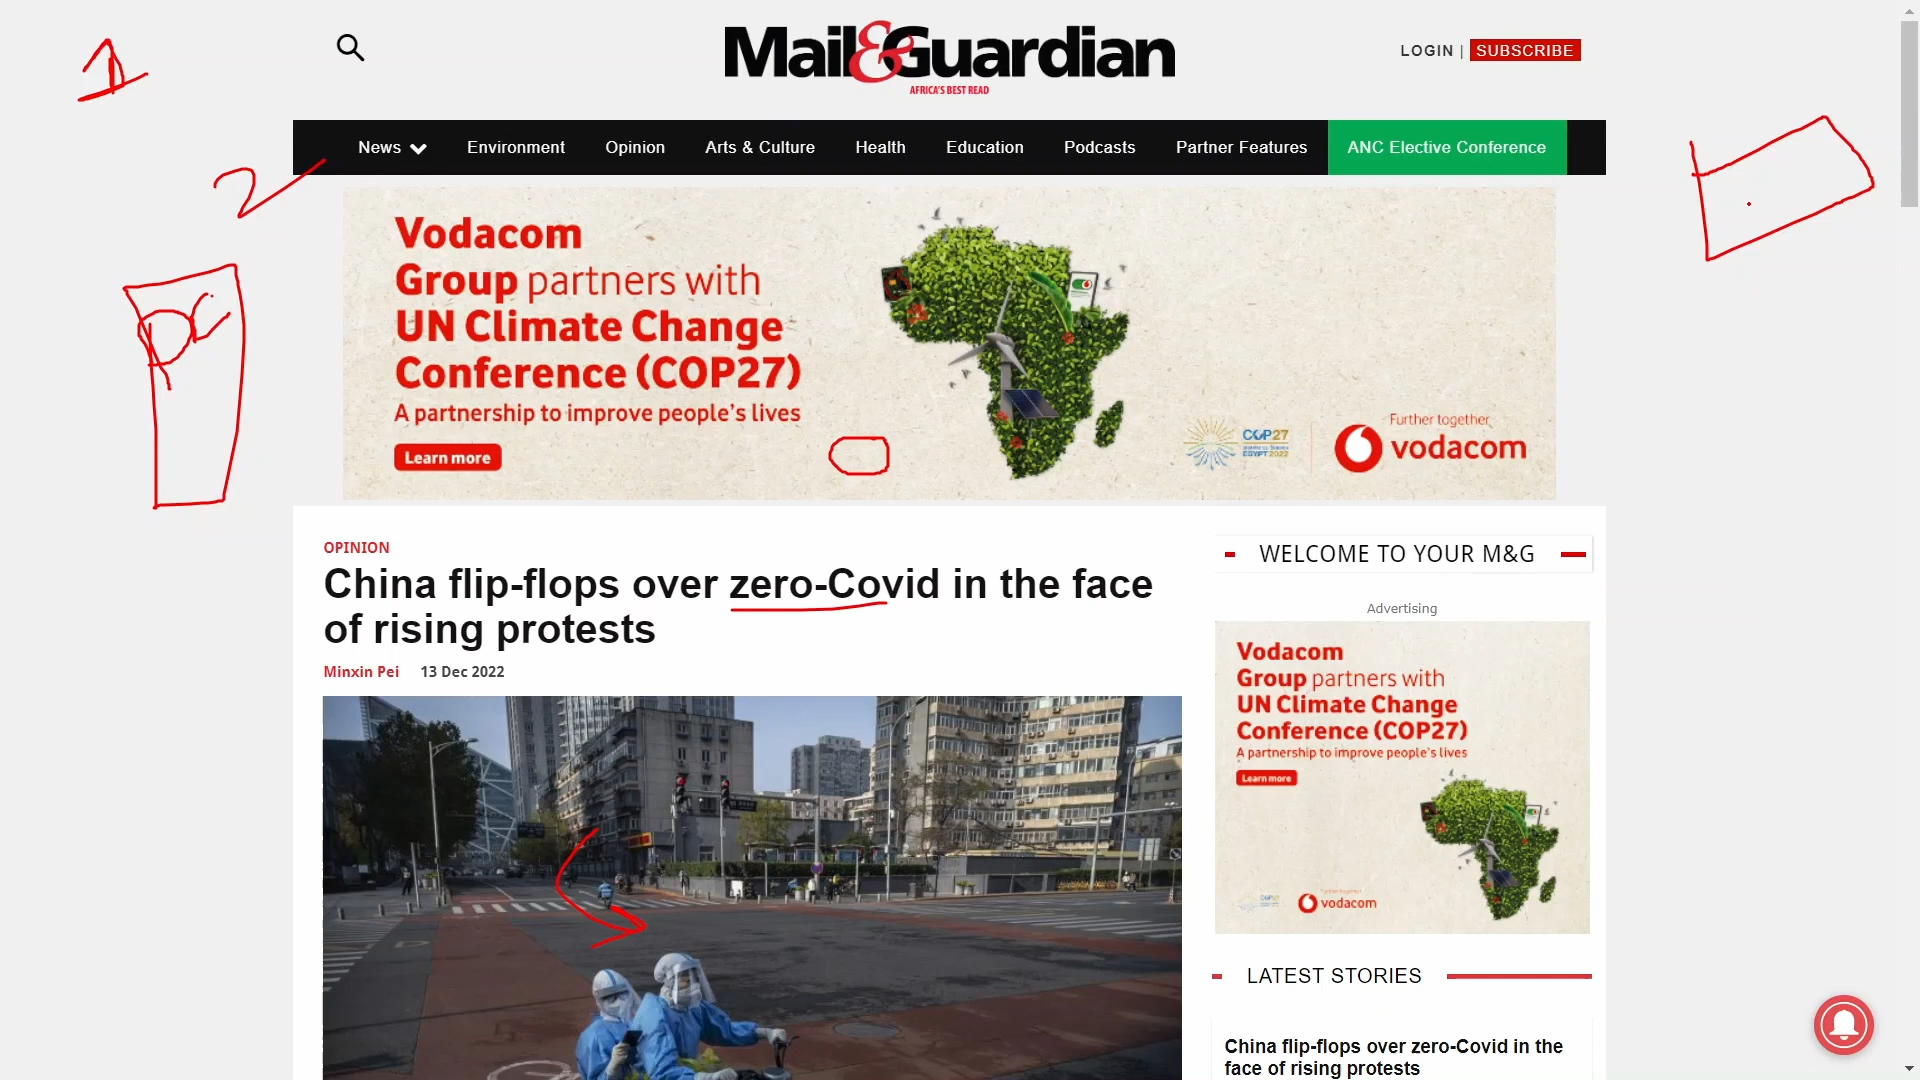 1
Mail&Guardian
AFRICA'S BEST READ
LOGIN | SUBSCRIBE
News Environment Opinion Arts & Culture Health Education Podcasts Partner Features ANC Elective Conference
2
Vodacom
Group partners with
UN Climate Change
Conference (COP27)
A partnership to improve people's lives
Learn more
COP27
EGYPT 2022
Further together
vodacom
OPINION
China flip-flops over zero-Covid in the face
of rising protests
Minxin Pei 13 Dec 2022
WELCOME TO YOUR M&G
Advertising
Vodacom
Group partners with
UN Climate Change
Conference (COP27)
A partnership to improve people's lives
Learn more
vodacom
LATEST STORIES
China flip-flops over zero-Covid in the
face of rising protests